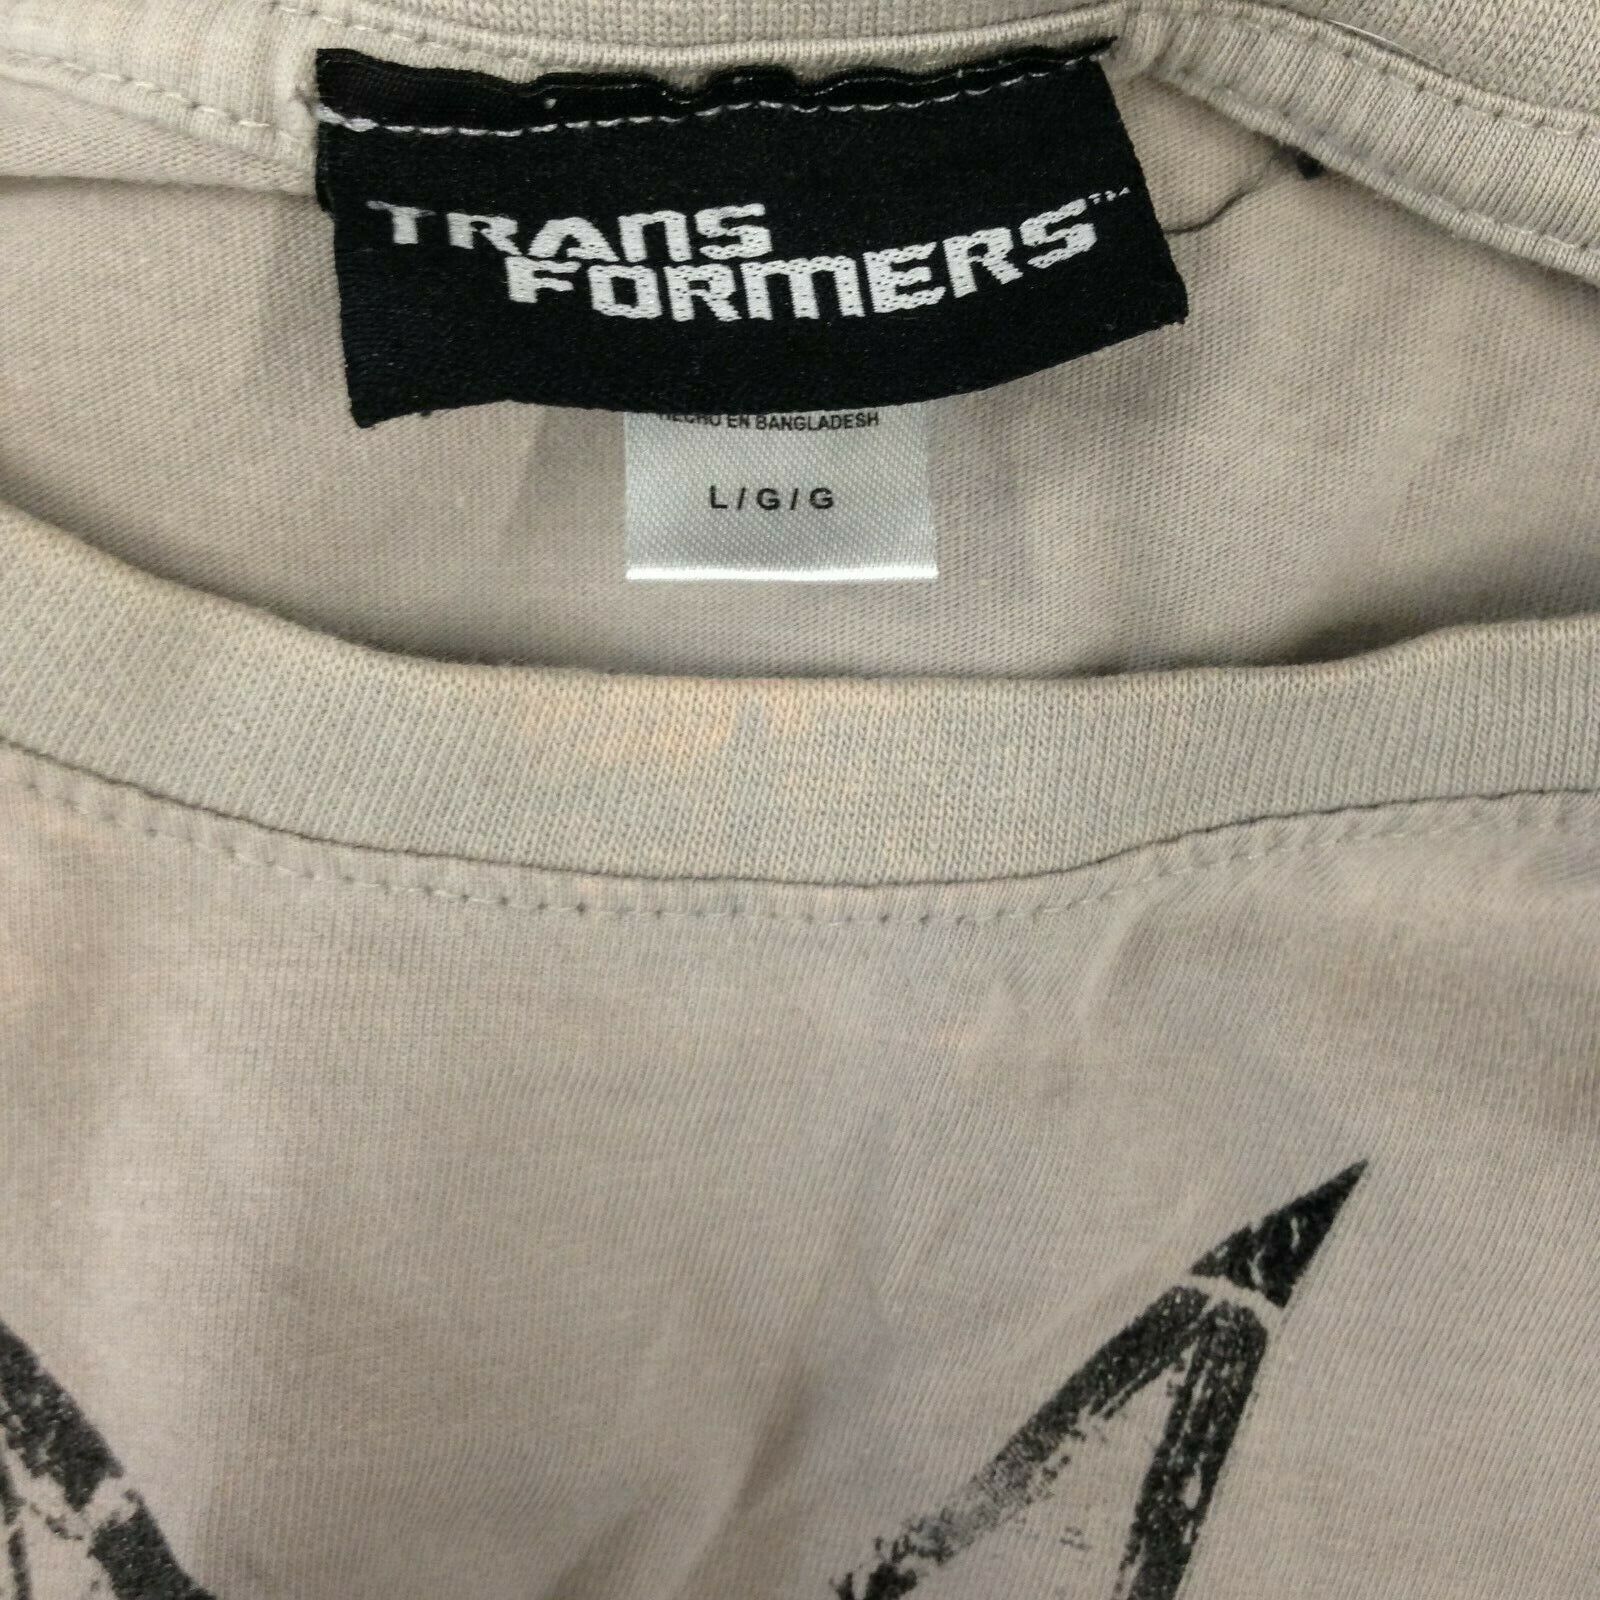 TRANS
FORMERS™
HECHO EN BANGLADESH
L / G / G